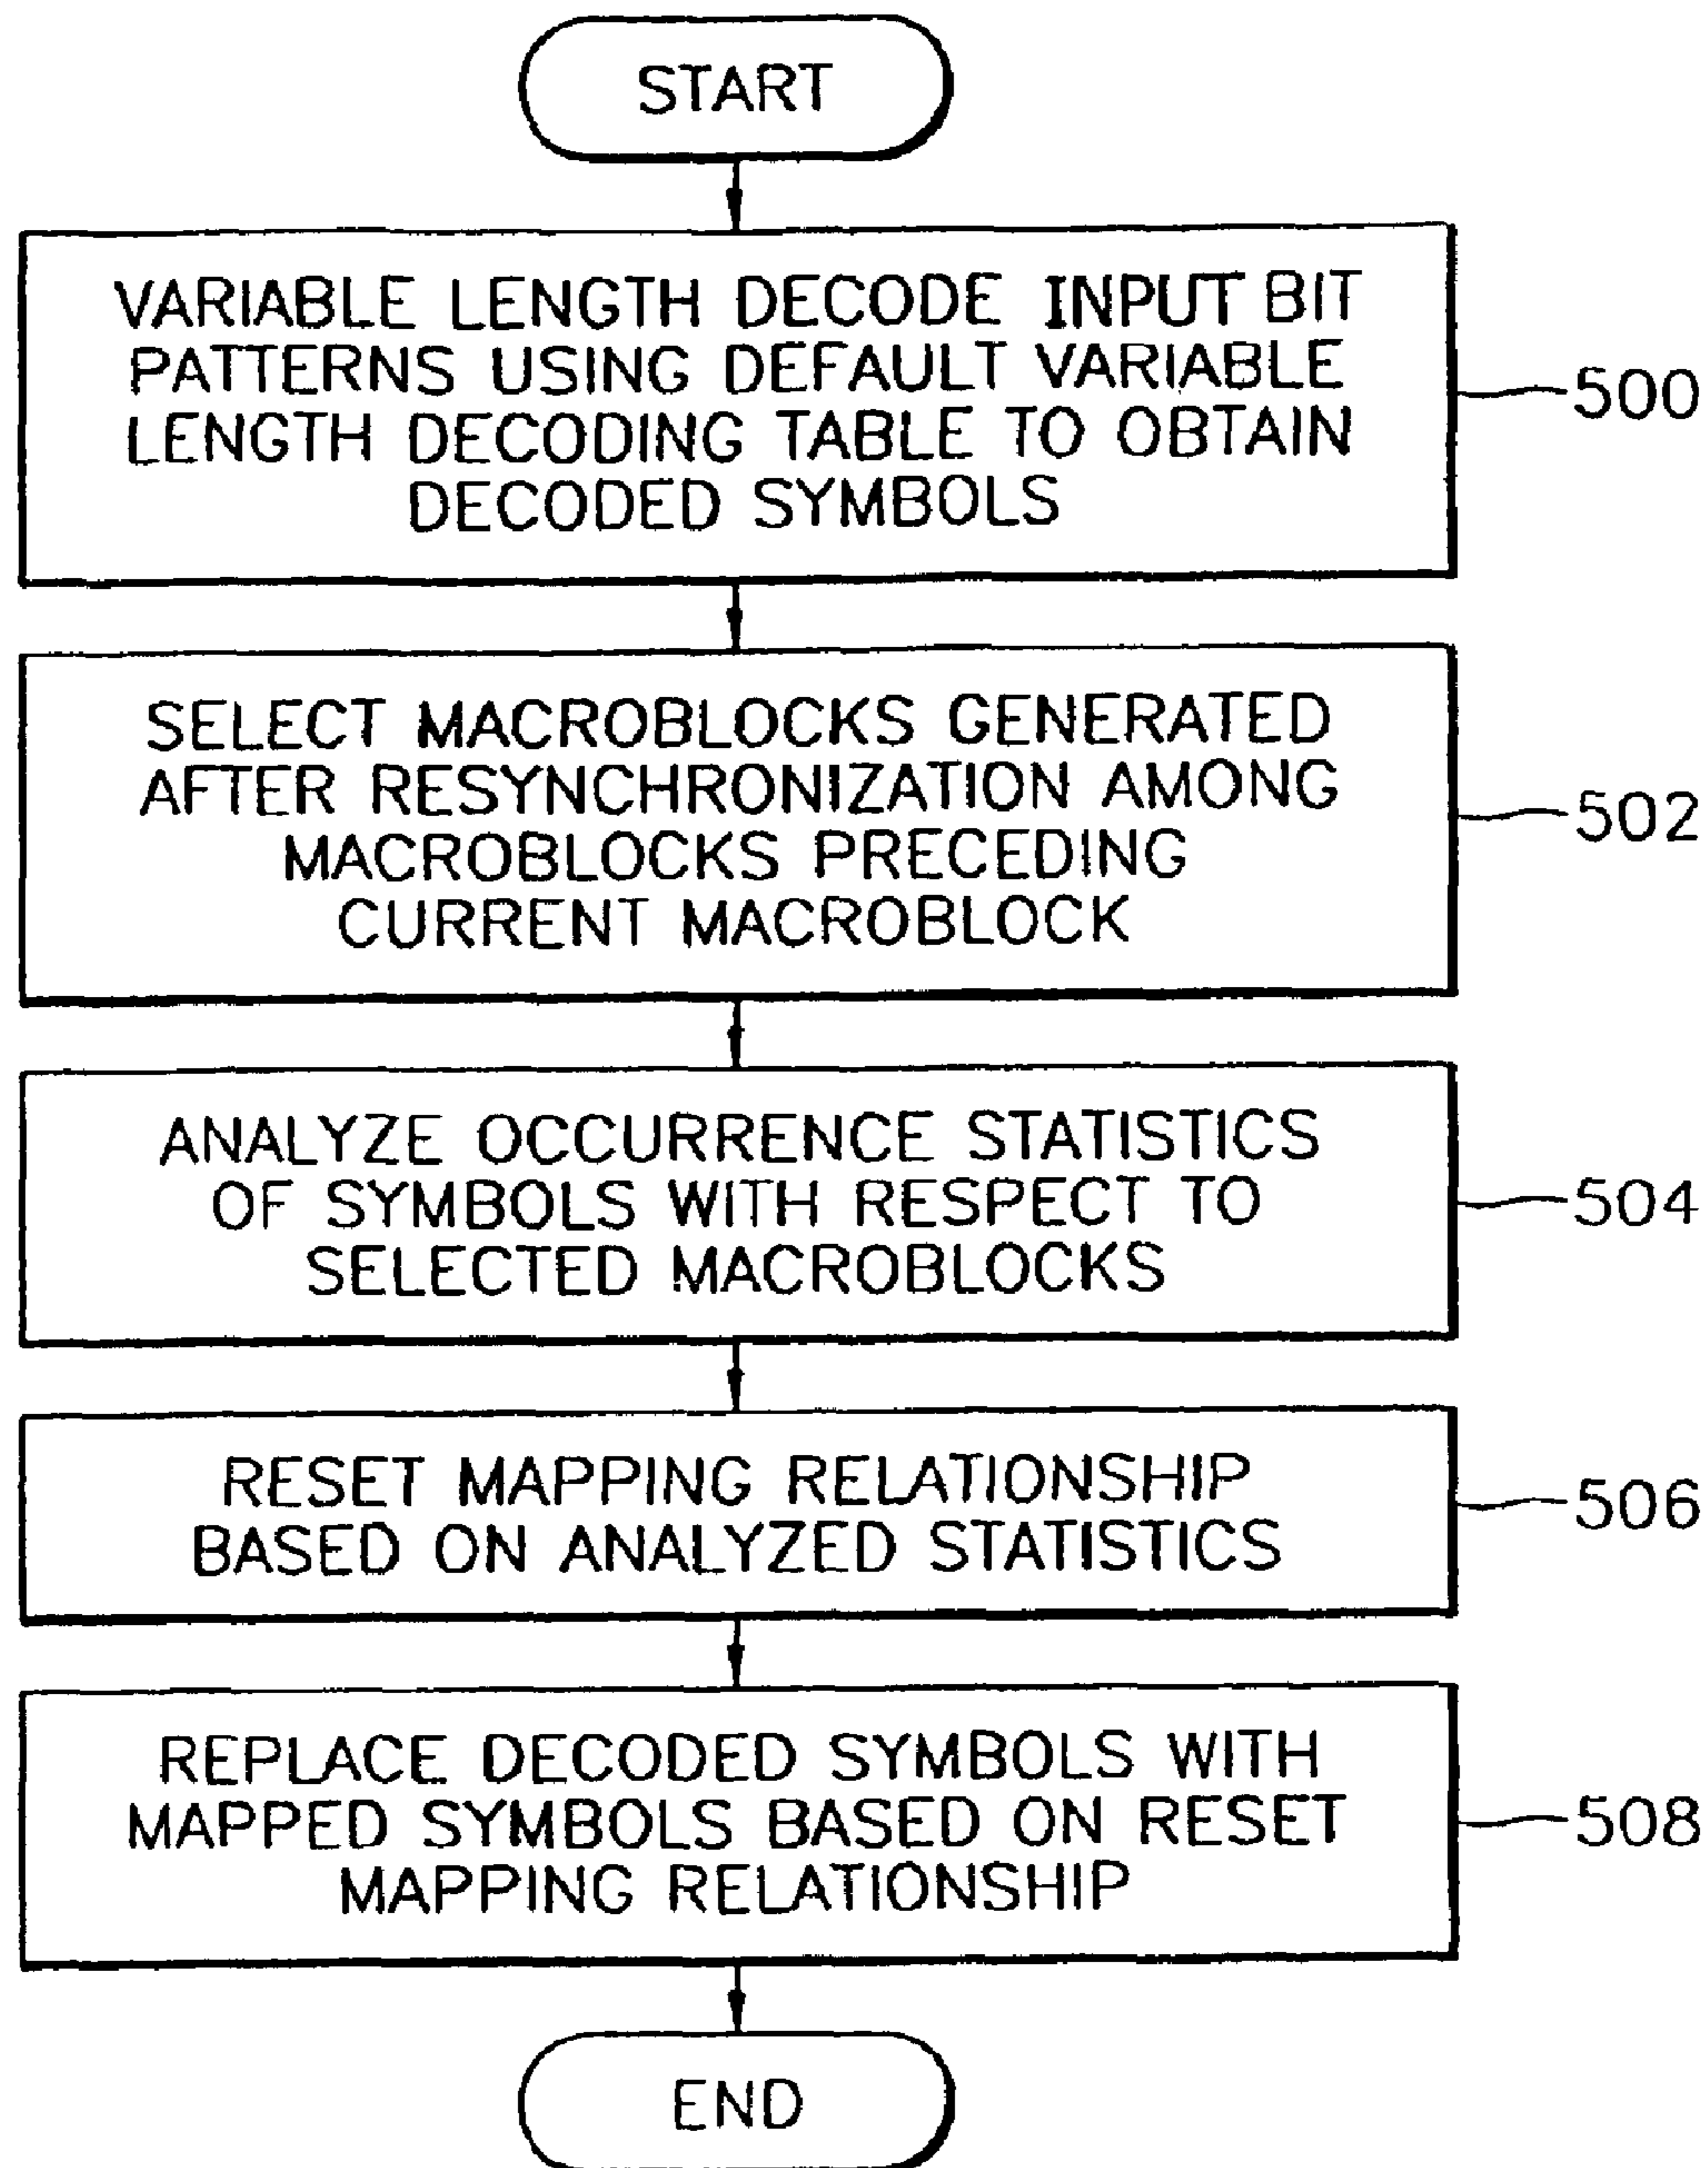 START
VARIABLE LENGTH DECODE INPUT BIT
PATTERNS USING DEFAULT VARIABLE
LENGTH DECODING TABLE TO OBTAIN
DECODED SYMBOLS
500
SELECT MACROBLOCKS GENERATED
AFTER RESYNCHRONIZATION AMONG
MACROBLOCKS PRECEDING
CURRENT MACROBLOCK
502
ANALYZE OCCURRENCE STATISTICS
OF SYMBOLS WITH RESPECT TO
SELECTED MACROBLOCKS
504
RESET MAPPING RELATIONSHIP
BASED ON ANALYZED STATISTICS
506
REPLACE DECODED SYMBOLS WITH
MAPPED SYMBOLS BASED ON RESET
MAPPING RELATIONSHIP
508
END